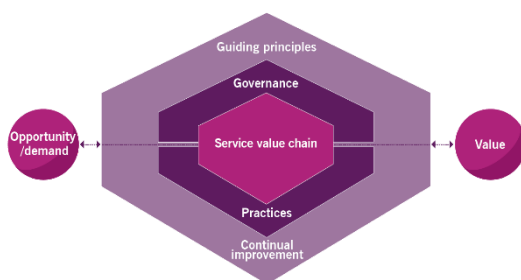 Guiding principles
Governance
Opportunity
/demand
Service value chain
Value
Practices
Continual
improvement